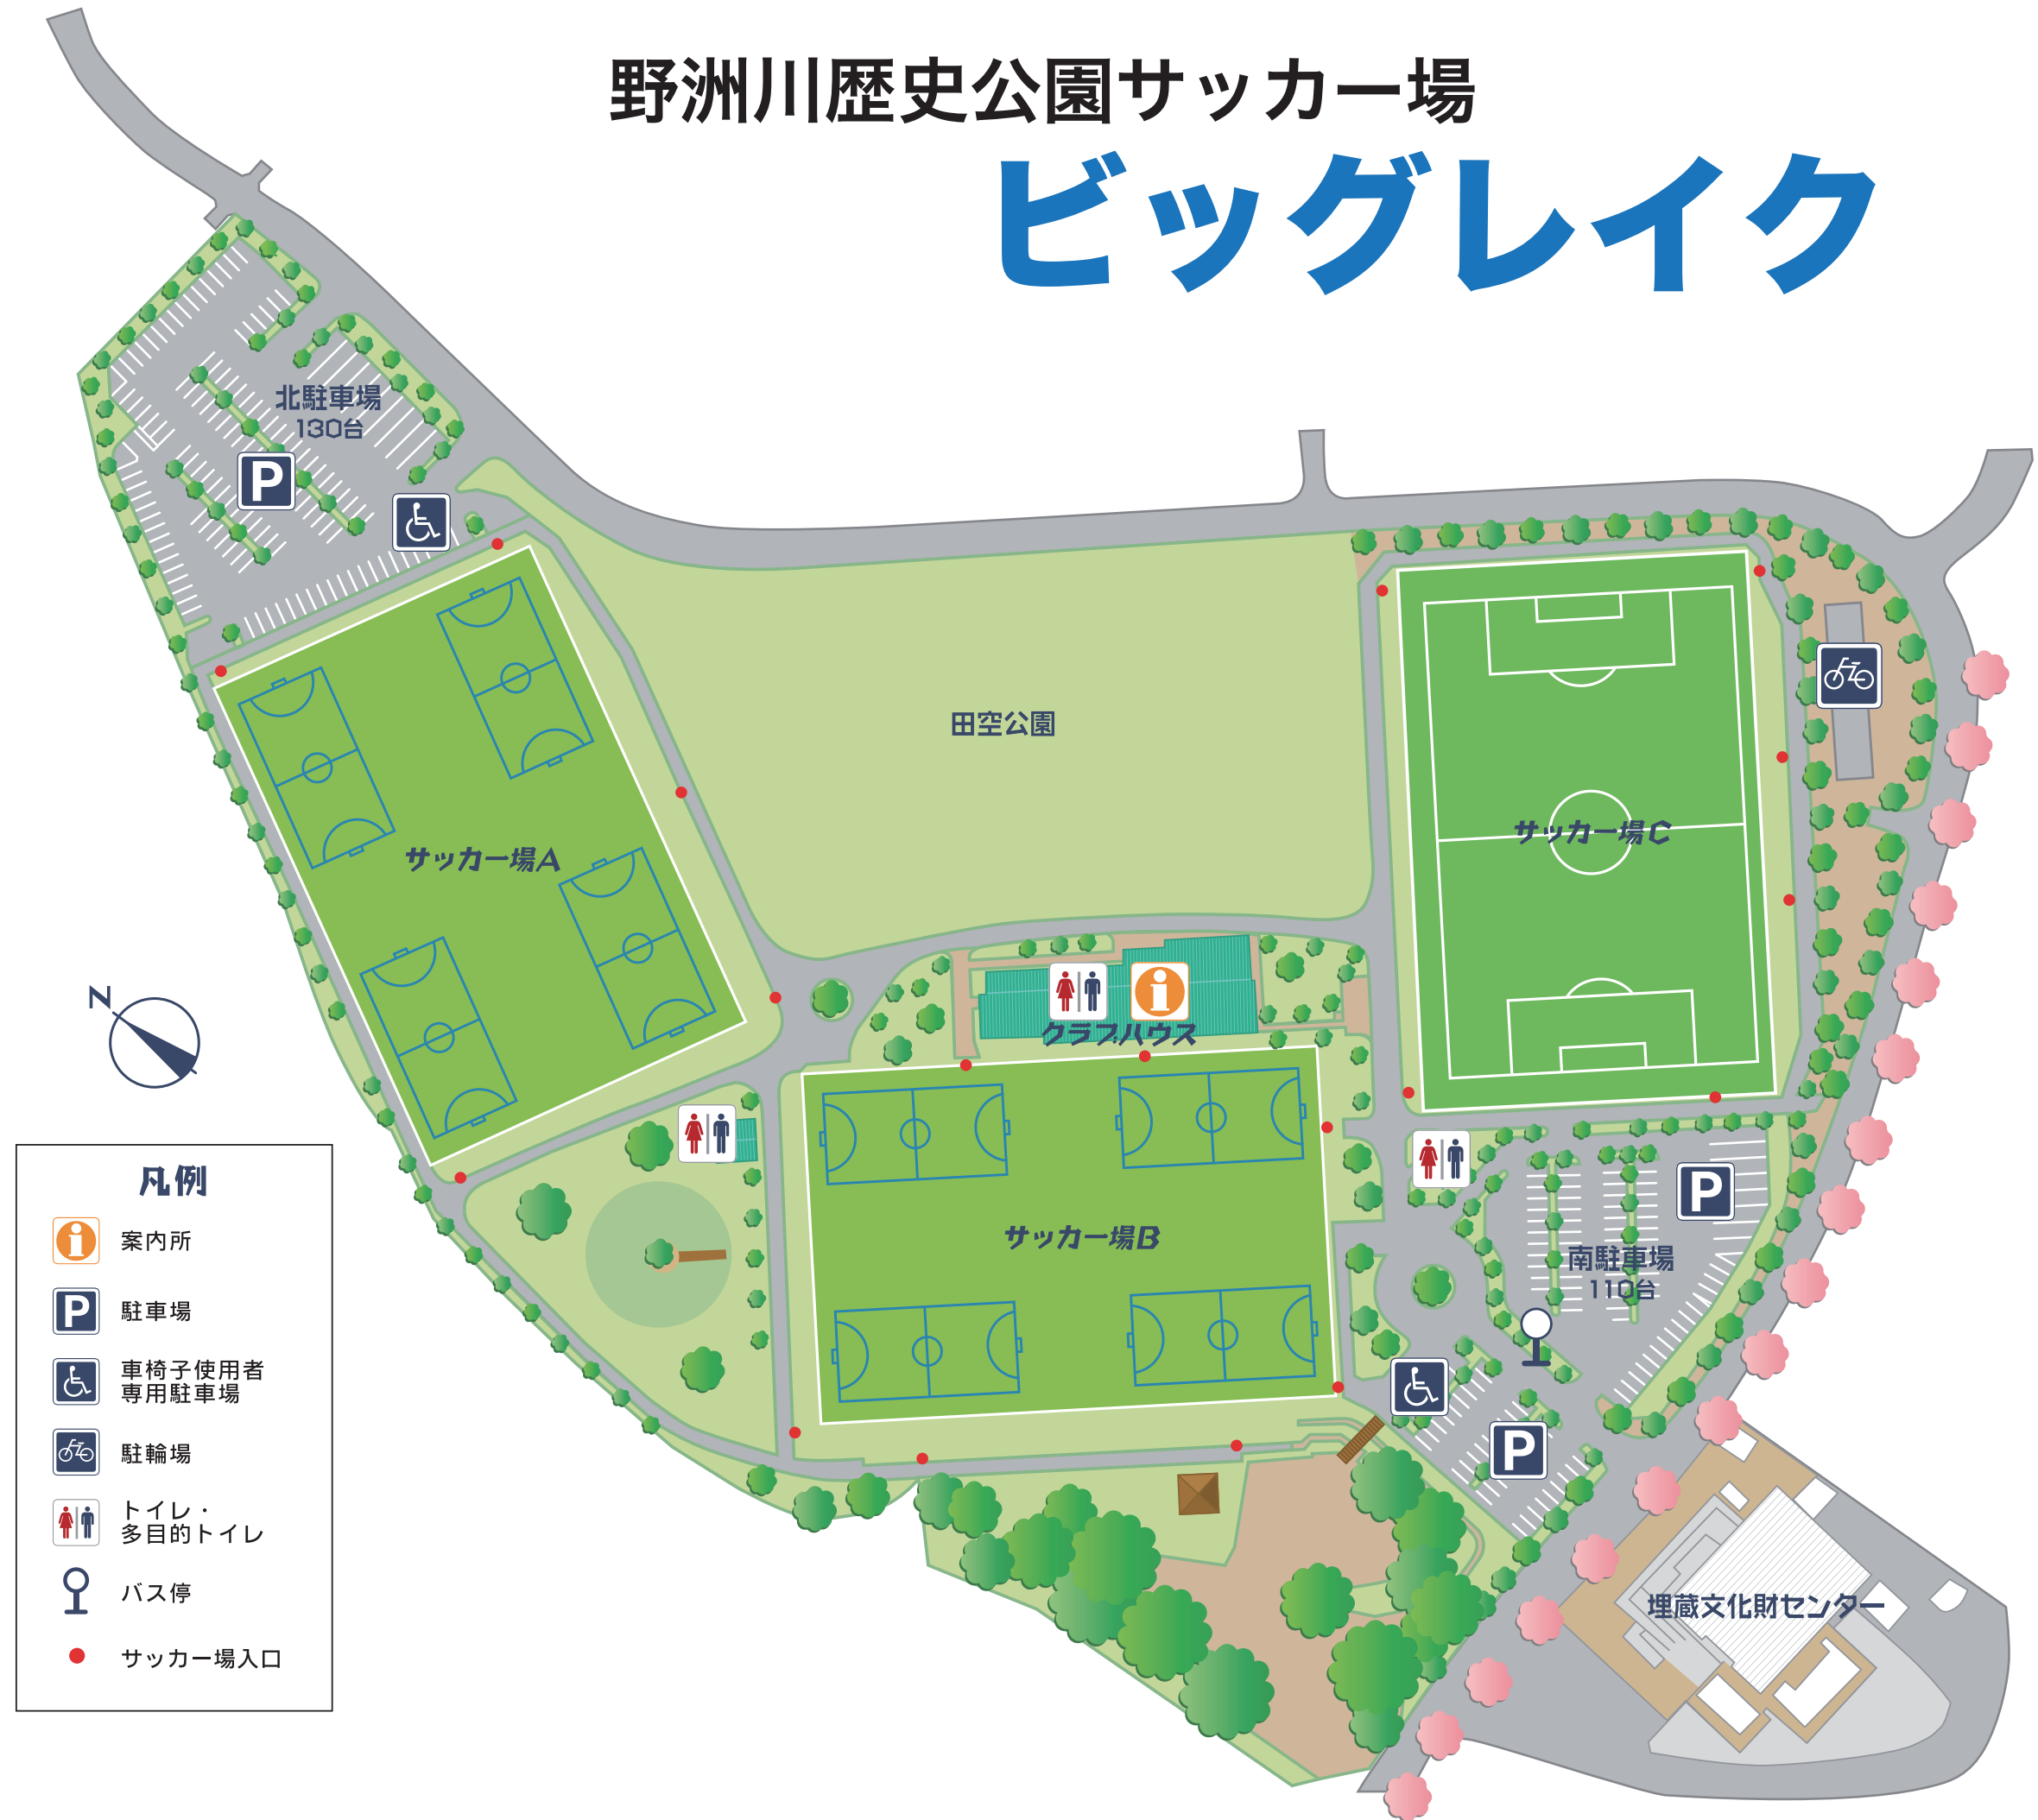 野洲川歴史公園サッカー場
ビッグレイク
北駐車場
130台
P
田空公園
サッカー場A
サッカー場C
i
クラブハウス
N
サッカー場B
P
南駐車場
110台
P
埋蔵文化財センター
凡例
i
案内所
P
駐車場
車椅子使用者
専用駐車場
駐輪場
トイレ・
多目的トイレ
バス停
サッカー場入口